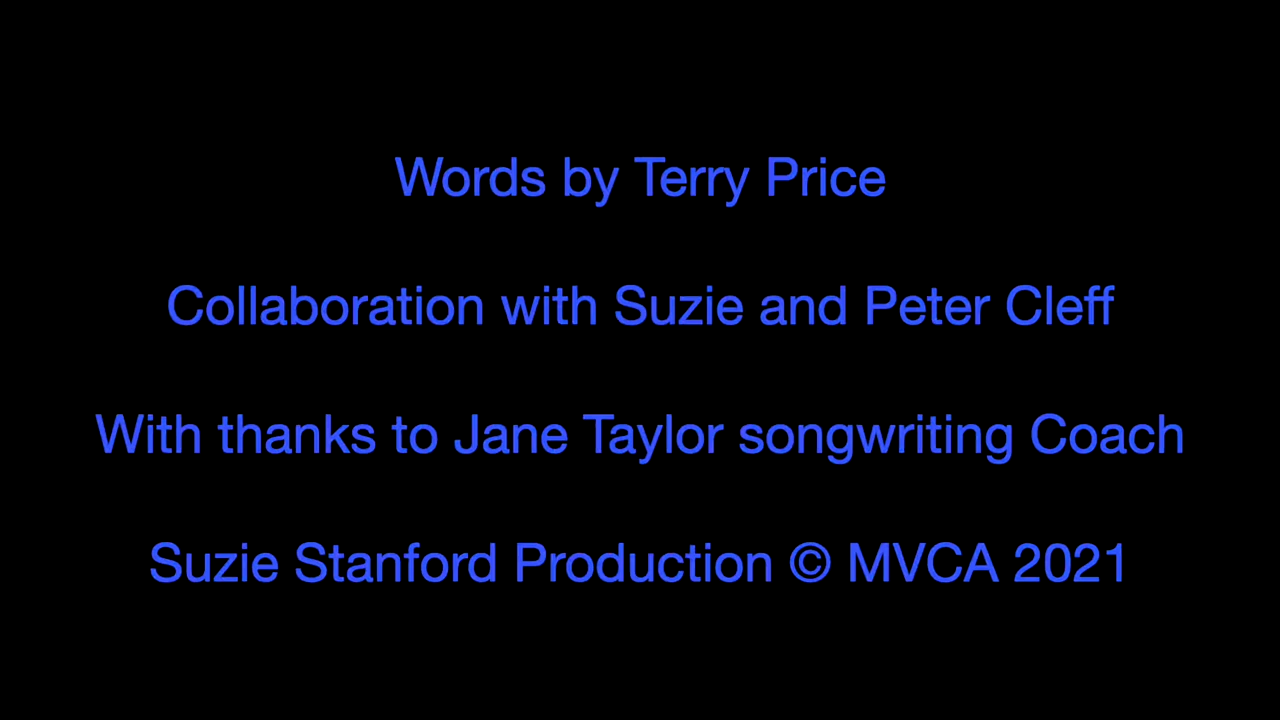 Words by Terry Price
Collaboration with Suzie and Peter Cleff
With thanks to Jane Taylor songwriting Coach
Suzie Stanford Production © MVCA 2021